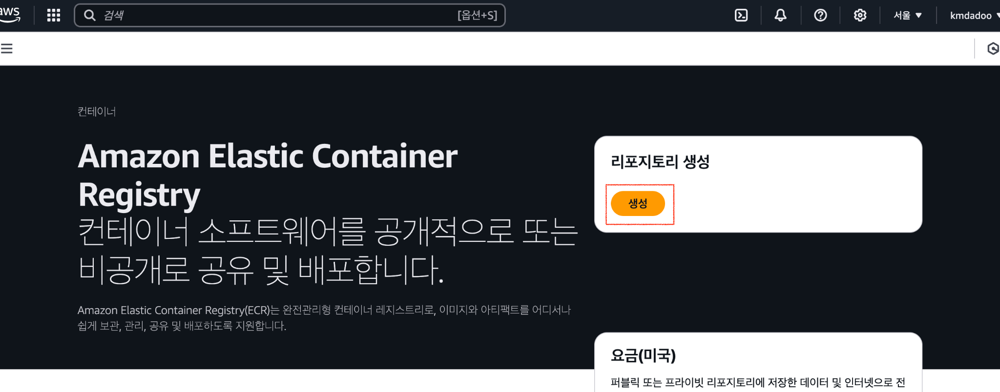 aws
검색
[옵션+S]
서울
kmdadoo
컨테이너
Amazon Elastic Container
Registry
컨테이너 소프트웨어를 공개적으로 또는
비공개로 공유 및 배포합니다.
Amazon Elastic Container Registry(ECR)는 완전관리형 컨테이너 레지스트리로, 이미지와 아티팩트를 어디서나
쉽게 보관, 관리, 공유 및 배포하도록 지원합니다.
리포지토리 생성
생성
요금(미국)
퍼블릭 또는 프라이빗 리포지토리에 저장한 데이터 및 인터넷으로 전